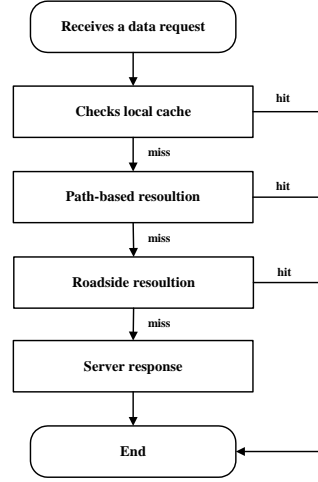 Receives a data request
Checks local cache
hit
miss
Path-based resoultion
hit
miss
Roadside resoultion
hit
miss
Server response
End